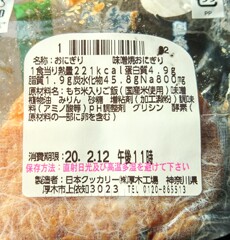 名称：おにぎり　　味噌焼おにぎり
1食当り熱量221kcal蛋白質4.9g
脂質1.9g炭水化物45.8gNa800mg
原材料名：もち米入りご飯（国産米使用）味噌
植物油 みりん 砂糖 増粘剤（加工澱粉）調味
料（アミノ酸等）pH調整剤 グリシン 酵素（
原材料の一部に卵を含む）
消費期限 20. 2.12 午後11時
保存方法：直射日光及び高温多湿を避けて下さい
製造者：日本クッカリー㈱厚木工場 神奈川県
厚木市上依知3023 TEL 0120-865513